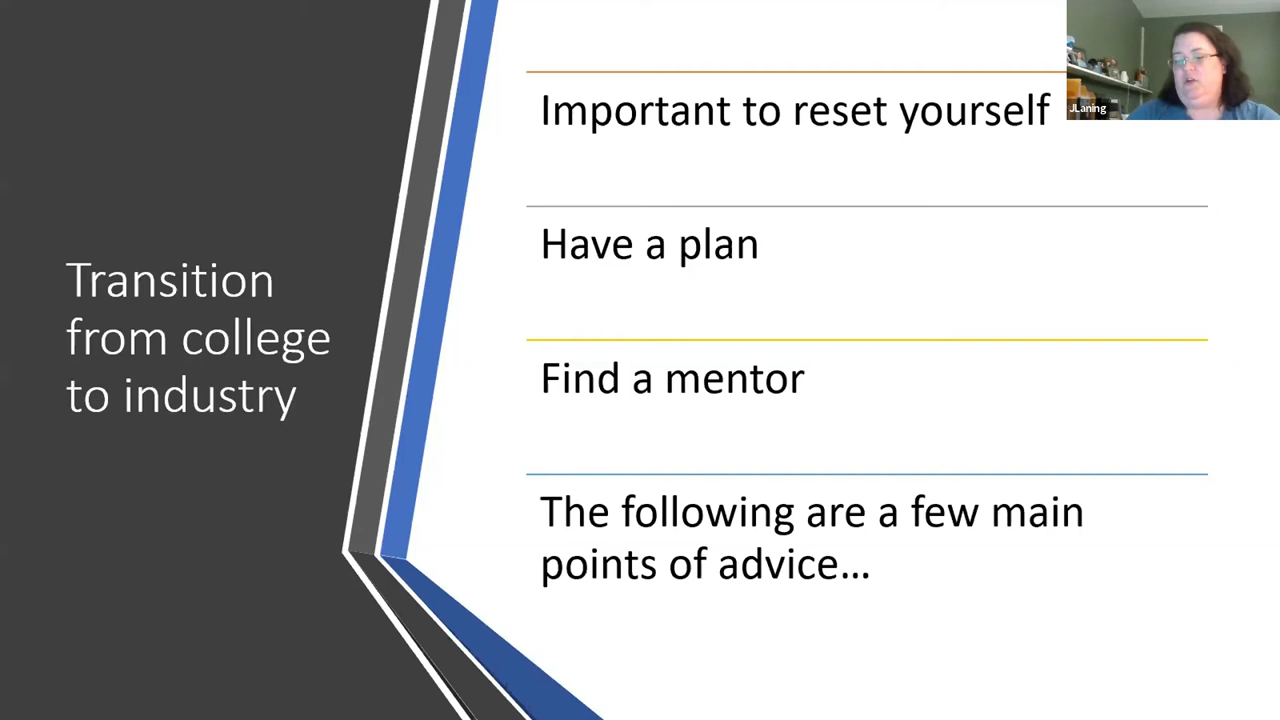 Transition
from college
to industry
Important to reset yourself
Have a plan
Find a mentor
The following are a few main
points of advice…
JLaning